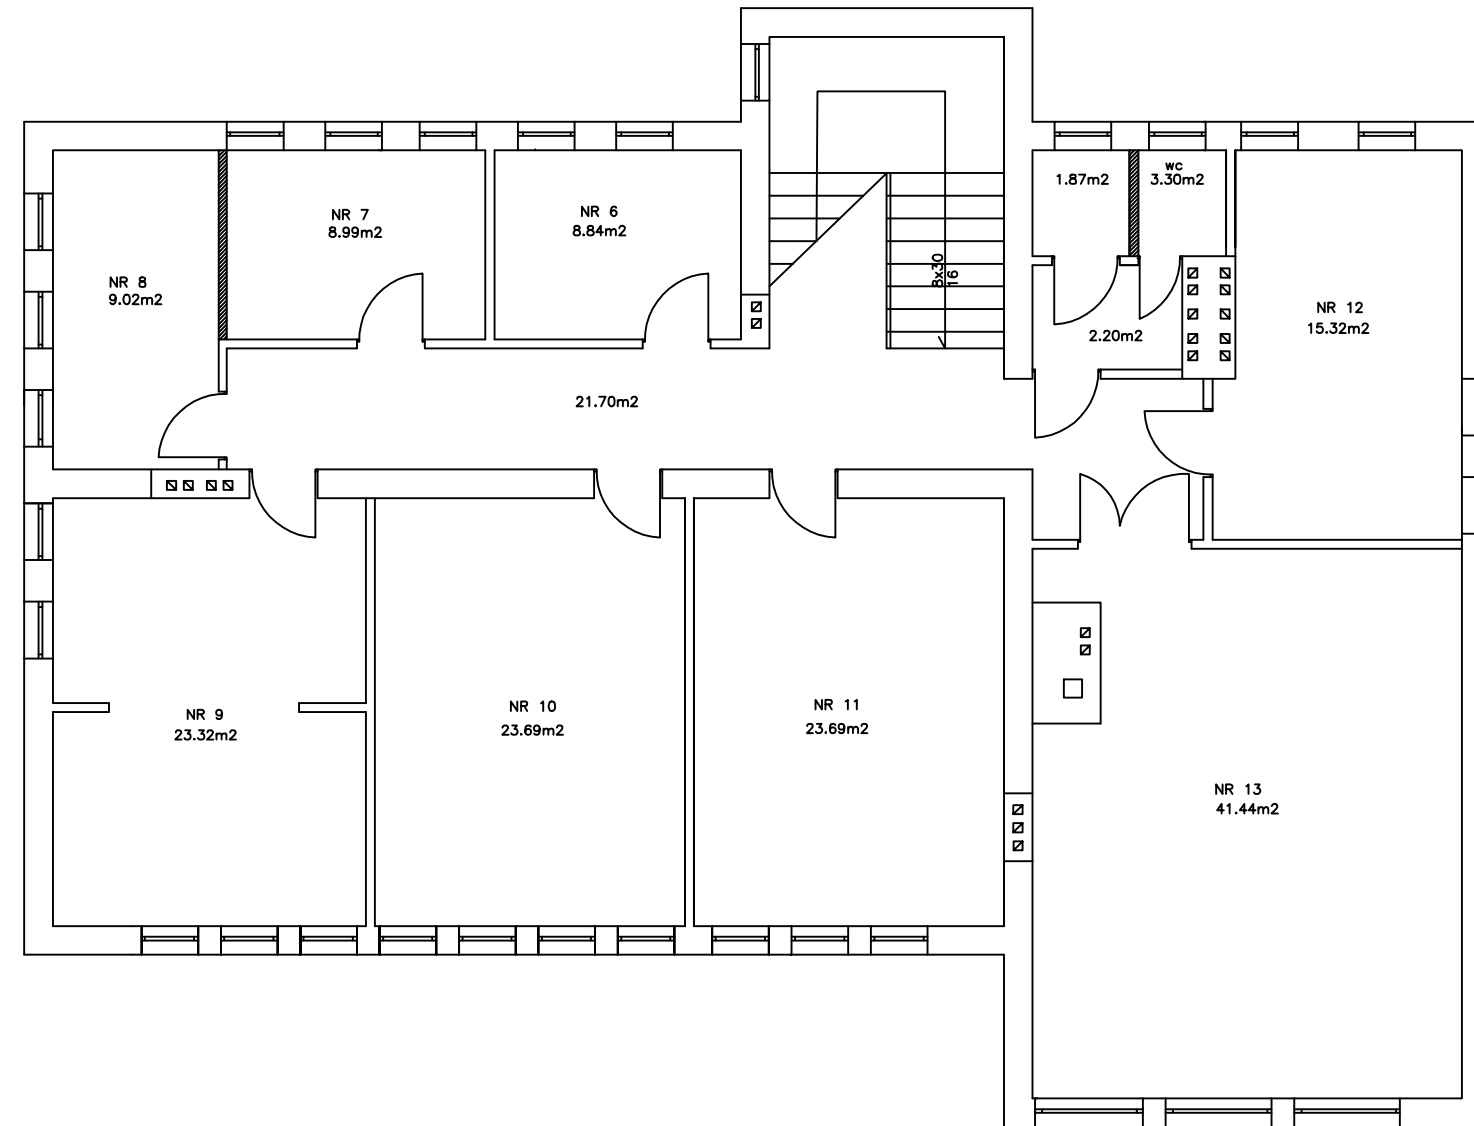 1.87m2
wc
3.30m2
NR 7
8.99m2
NR 6
8.84m2
NR 8
9.02m2
8x30
16
NR 12
15.32m2
2.20m2
21.70m2
NR 9
23.32m2
NR 10
23.69m2
NR 11
23.69m2
NR 13
41.44m2